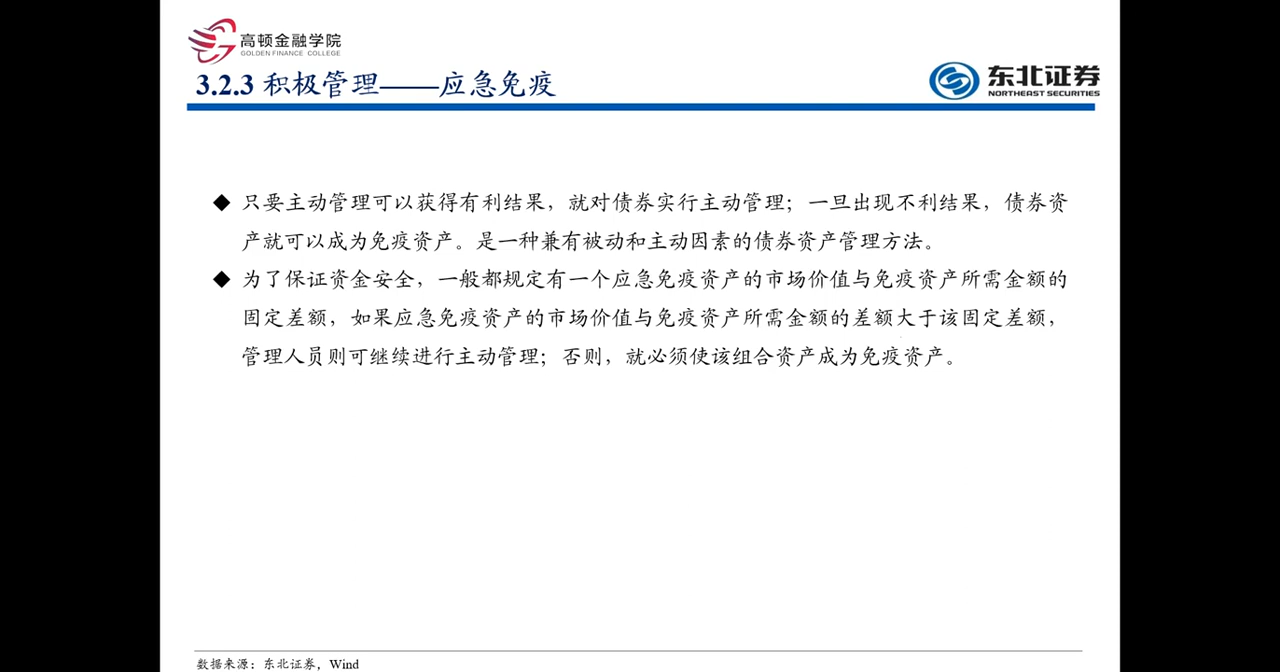 高顿金融学院
GOLDEN FINANCE COLLEGE
3.2.3 积极管理——应急免疫
东北证券
NORTHEAST SECURITIES
◆ 只要主动管理可以获得有利结果，就对债券实行主动管理；一旦出现不利结果，债券资
产就可以成为免疫资产。是一种兼有被动和主动因素的债券资产管理方法。
◆ 为了保证资金安全，一般都规定有一个应急免疫资产的市场价值与免疫资产所需金额的
固定差额，如果应急免疫资产的市场价值与免疫资产所需金额的差额大于该固定差额，
管理人员则可继续进行主动管理；否则，就必须使该组合资产成为免疫资产。
数据来源：东北证券，Wind